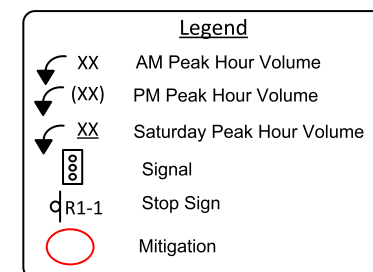 Legend
XX AM Peak Hour Volume
(XX) PM Peak Hour Volume
XX Saturday Peak Hour Volume
Signal
R1-1 Stop Sign
Mitigation